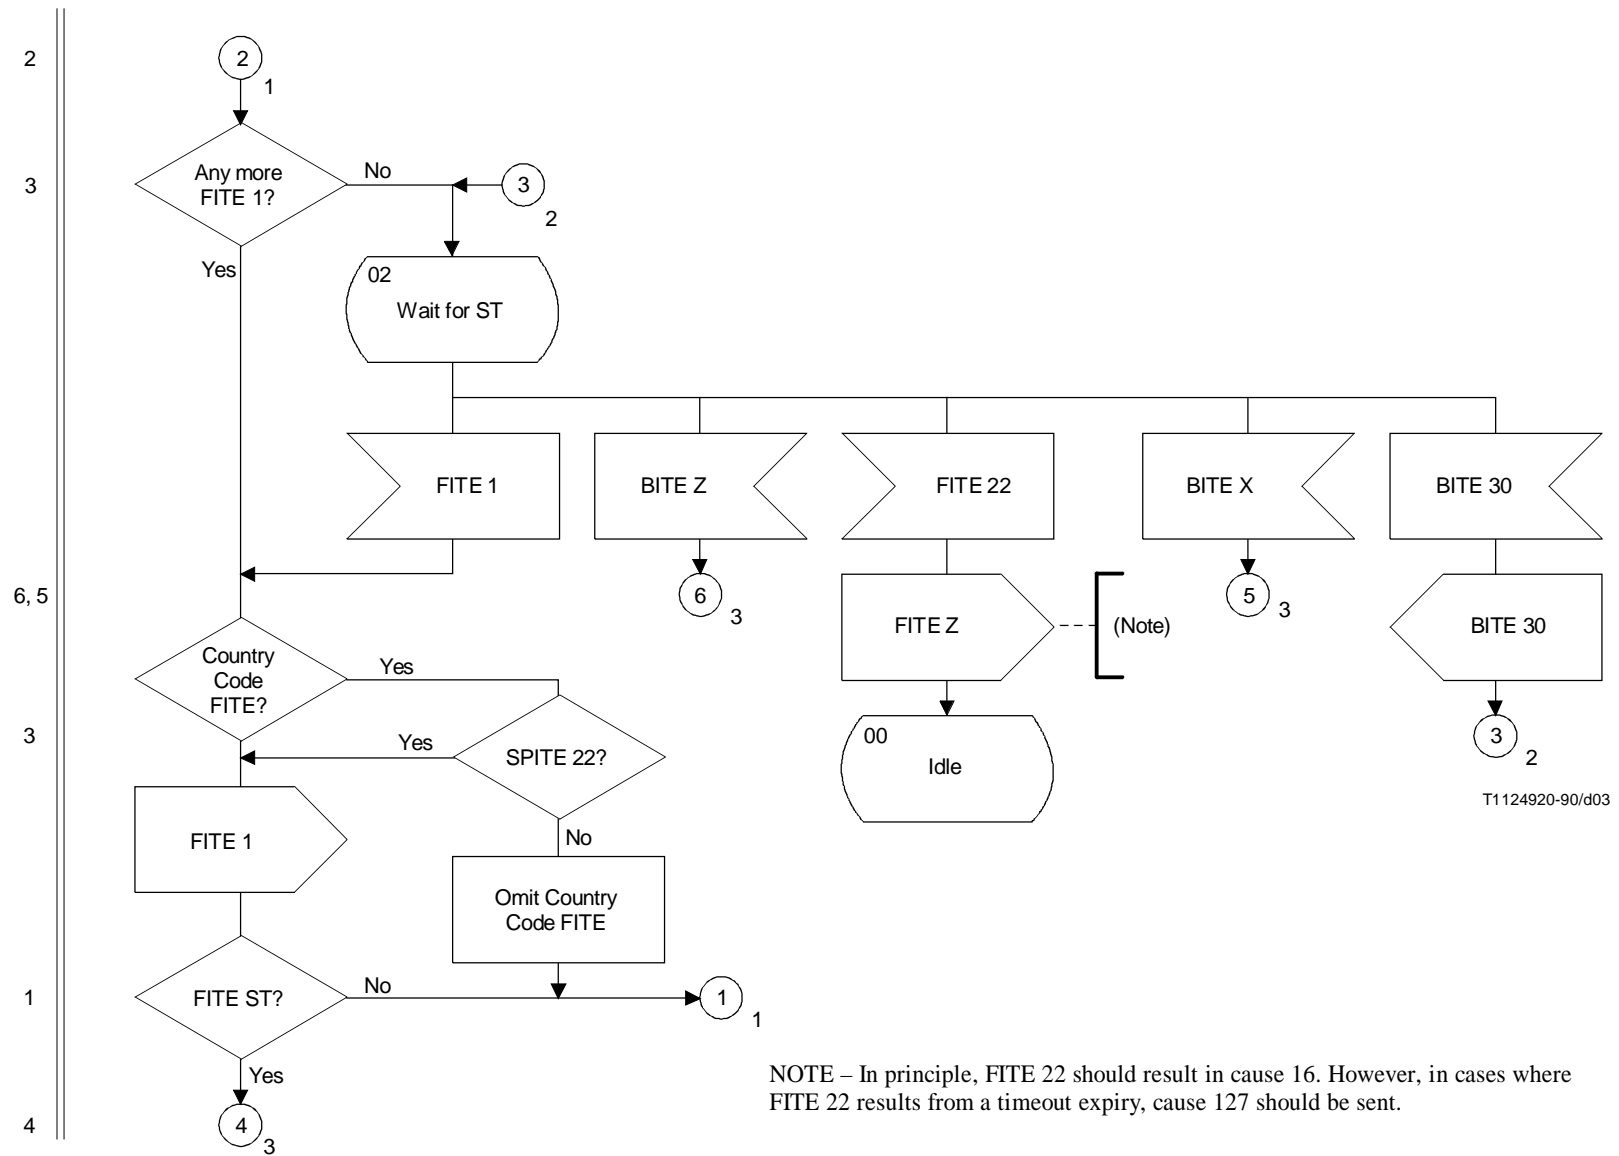 2
2
1
Any more
FITE 1?
No
3
3
2
Yes
02
Wait for ST
FITE 1
BITE Z
FITE 22
BITE X
BITE 30
6, 5
6
3
FITE Z
(Note)
5
3
BITE 30
Country
Code
FITE?
Yes
3
Yes
SPITE 22?
00
Idle
3
2
T1124920-90/d03
FITE 1
No
Omit Country
Code FITE
1
FITE ST?
No
1
1
Yes
NOTE – In principle, FITE 22 should result in cause 16. However, in cases where
FITE 22 results from a timeout expiry, cause 127 should be sent.
4
4
3